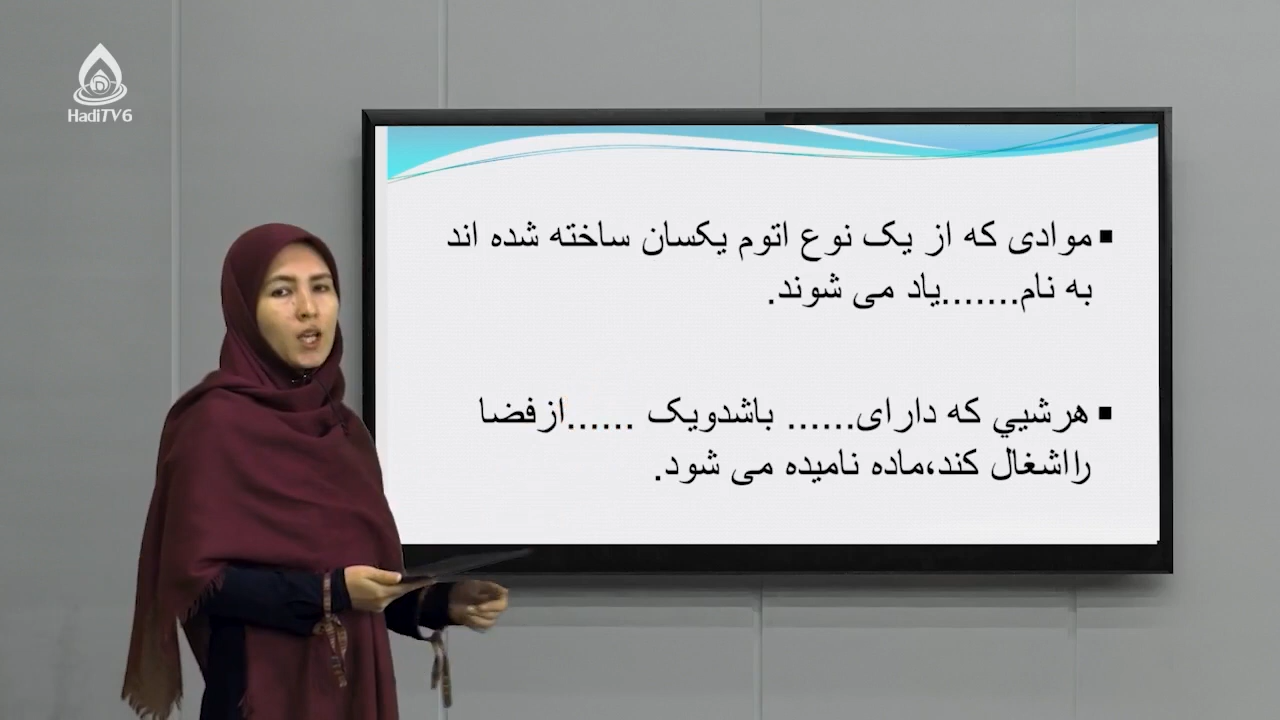 HadiTV6
▪ موادی که از یک نوع اتوم یکسان ساخته شده اند
به نام.......یاد می شوند.
▪ هرشيي که دارای...... باشدویک ......ازفضا
رااشغال کند،ماده نامیده می شود.